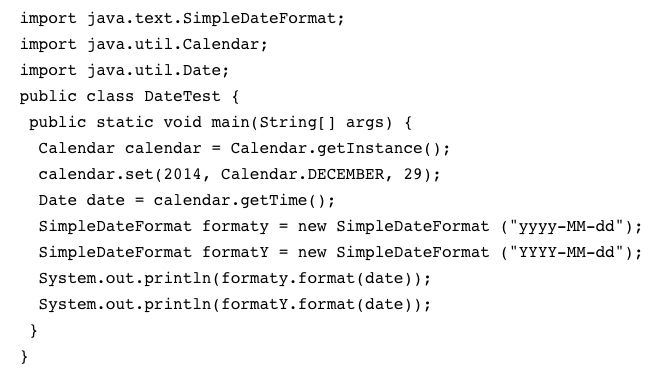 import java.text.SimpleDateFormat;
import java.util.Calendar;
import java.util.Date;
public class DateTest {
 public static void main(String[] args) {
  Calendar calendar = Calendar.getInstance();
  calendar.set(2014, Calendar.DECEMBER, 29);
  Date date = calendar.getTime();
  SimpleDateFormat formaty = new SimpleDateFormat ("yyyy-MM-dd");
  SimpleDateFormat formatY = new SimpleDateFormat ("YYYY-MM-dd");
  System.out.println(formaty.format(date));
  System.out.println(formatY.format(date));
 }
}